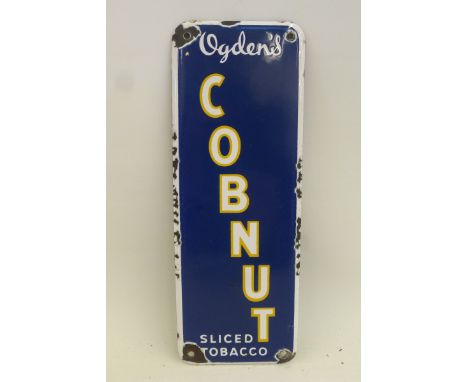 Ogden's
COBNUT
SLICED
TOBACCO